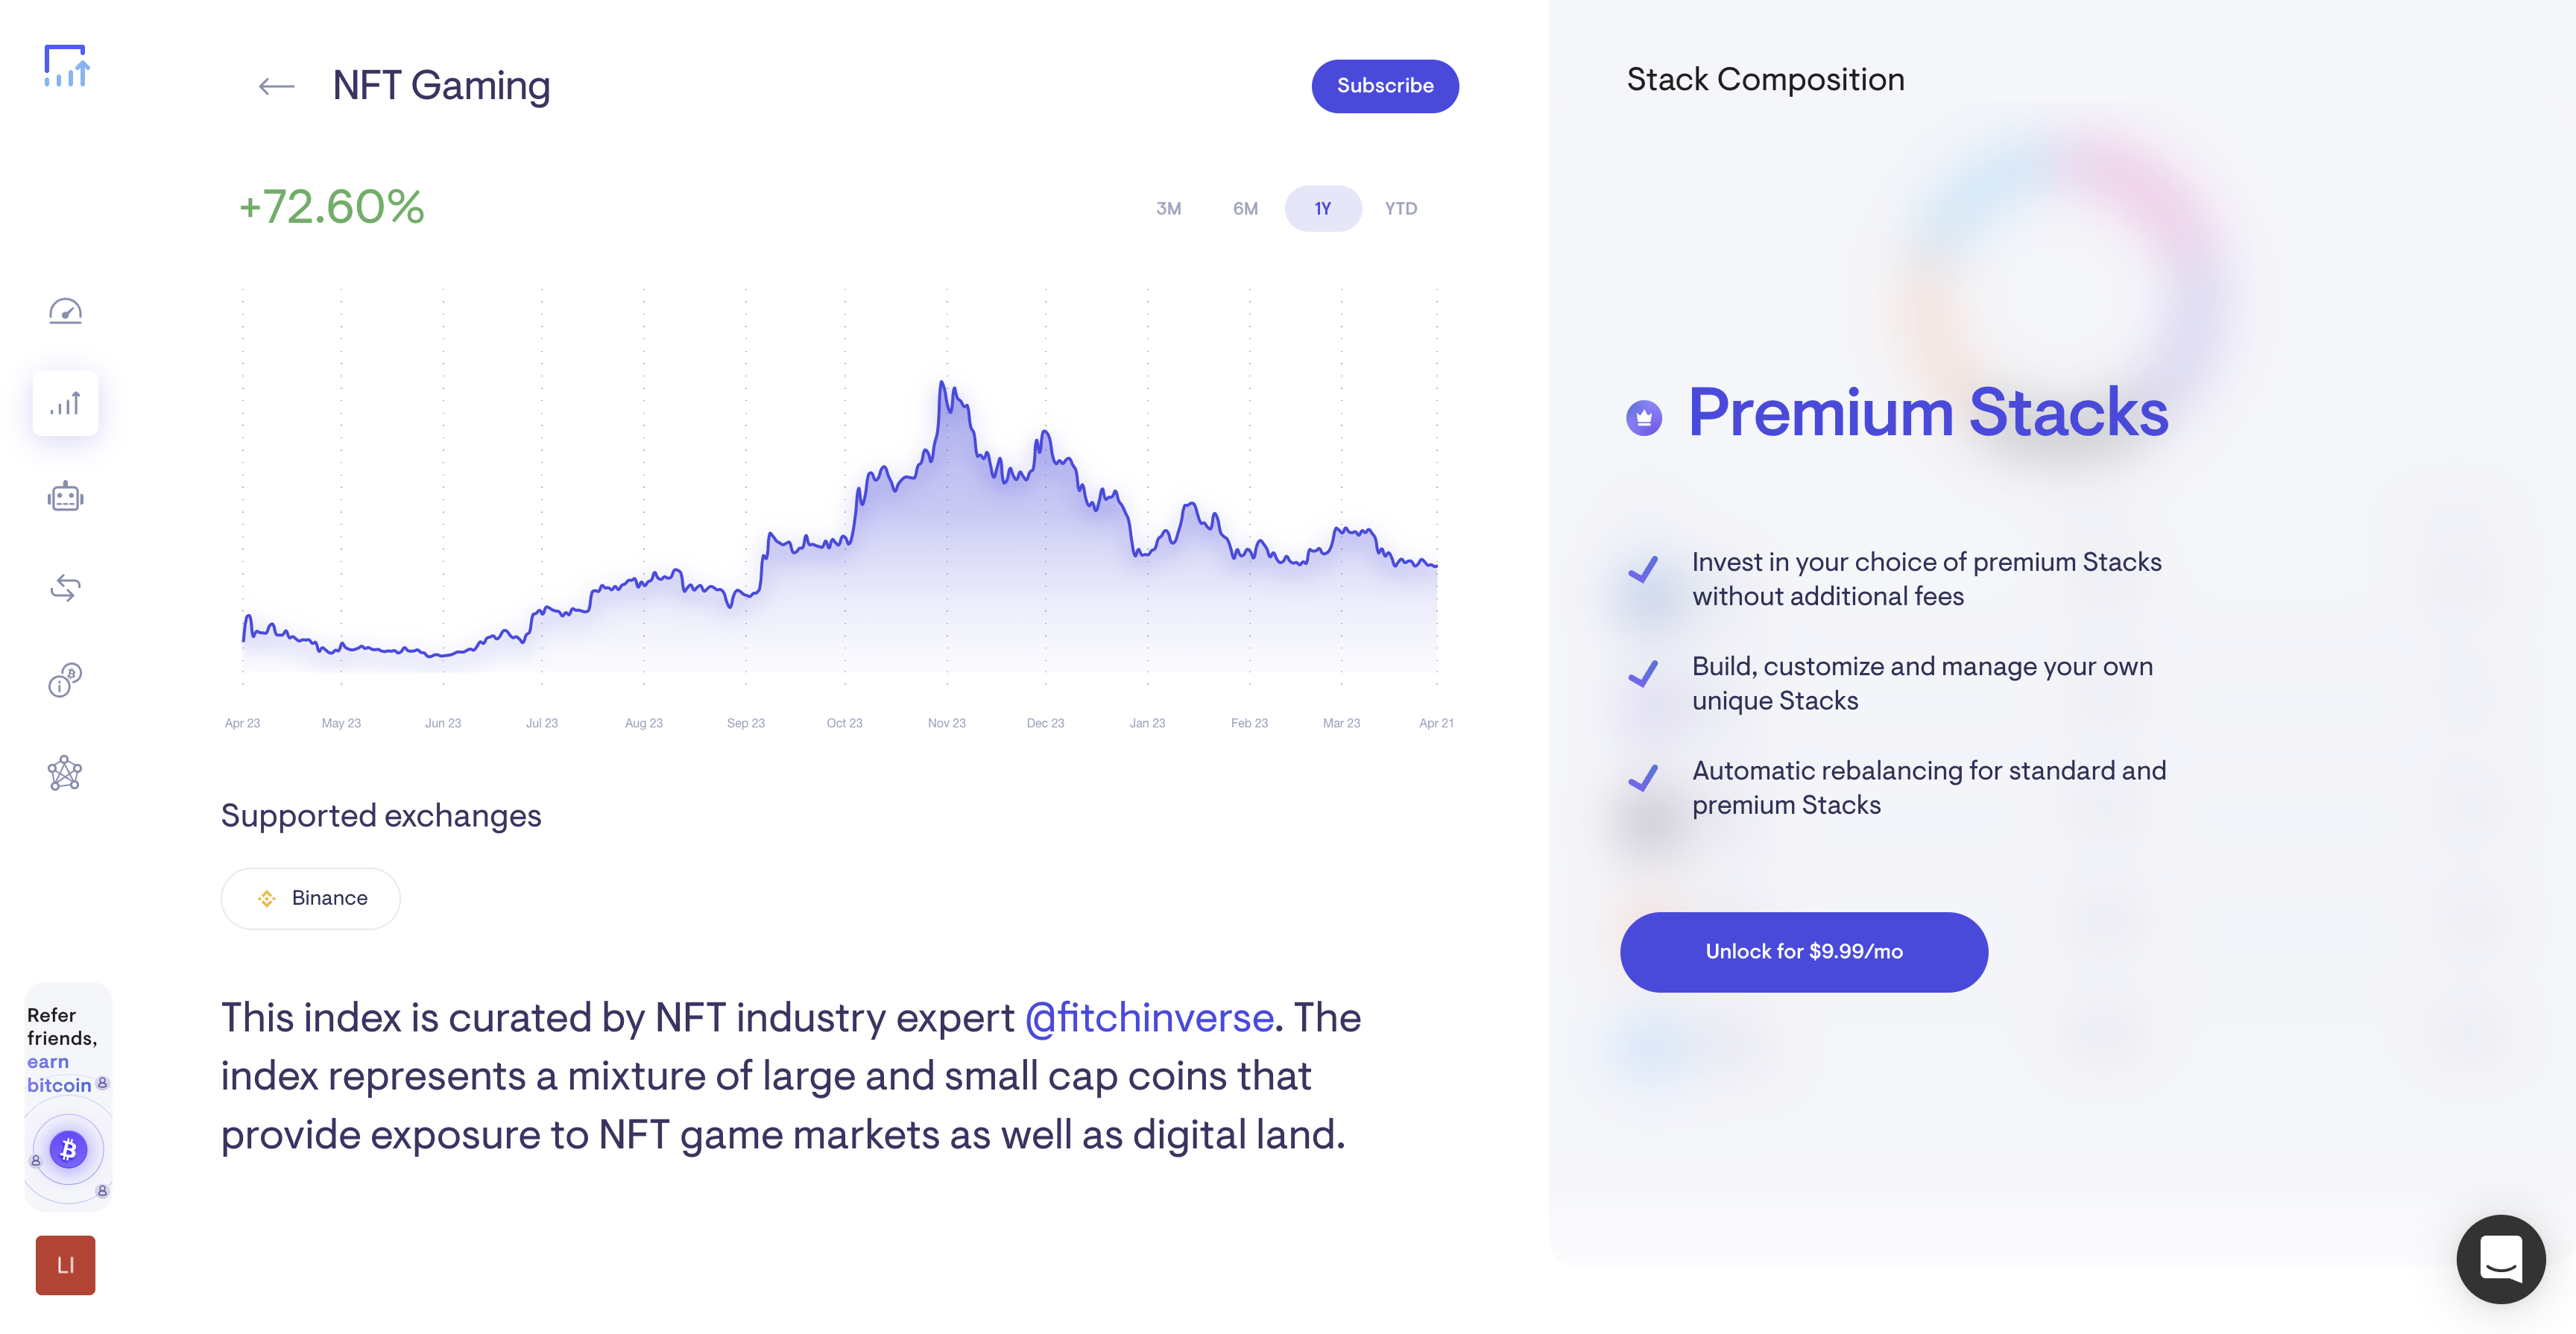 NFT Gaming
Subscribe
+72.60%
3M 6M 1Y YTD
Apr 23 May 23 Jun 23 Jul 23 Aug 23 Sep 23 Oct 23 Nov 23 Dec 23 Jan 23 Feb 23 Mar 23 Apr 21
Supported exchanges
Binance
This index is curated by NFT industry expert @fitchinverse. The
index represents a mixture of large and small cap coins that
provide exposure to NFT game markets as well as digital land.
Refer
friends,
earn
bitcoin
LI
Stack Composition
Premium Stacks
Invest in your choice of premium Stacks
without additional fees
Build, customize and manage your own
unique Stacks
Automatic rebalancing for standard and
premium Stacks
Unlock for $9.99/mo